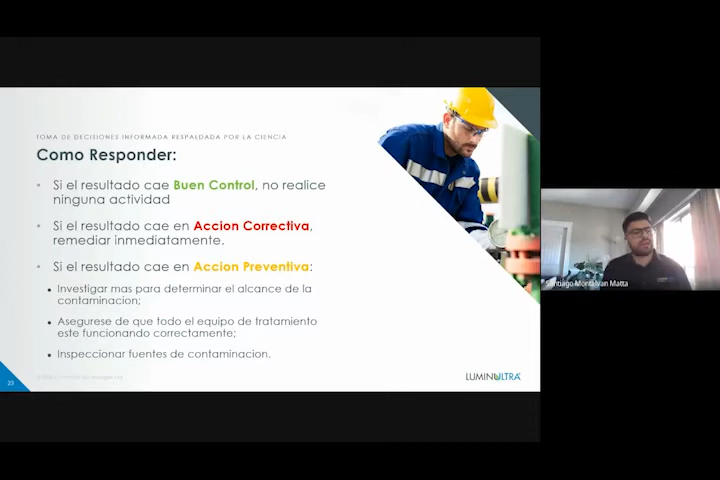 TOMA DE DECISIONES INFORMADA RESPALDADA POR LA CIENCIA
Como Responder:
• Si el resultado cae Buen Control, no realice
ninguna actividad
• Si el resultado cae en Accion Correctiva,
remediar inmediatamente.
• Si el resultado cae en Accion Preventiva:
• Investigar mas para determinar el alcance de la
contaminacion;
• Asegurese de que todo el equipo de tratamiento
este funcionando correctamente;
• Inspeccionar fuentes de contaminacion.
23
LUMINULTRA
Santiago Montalvan Matta